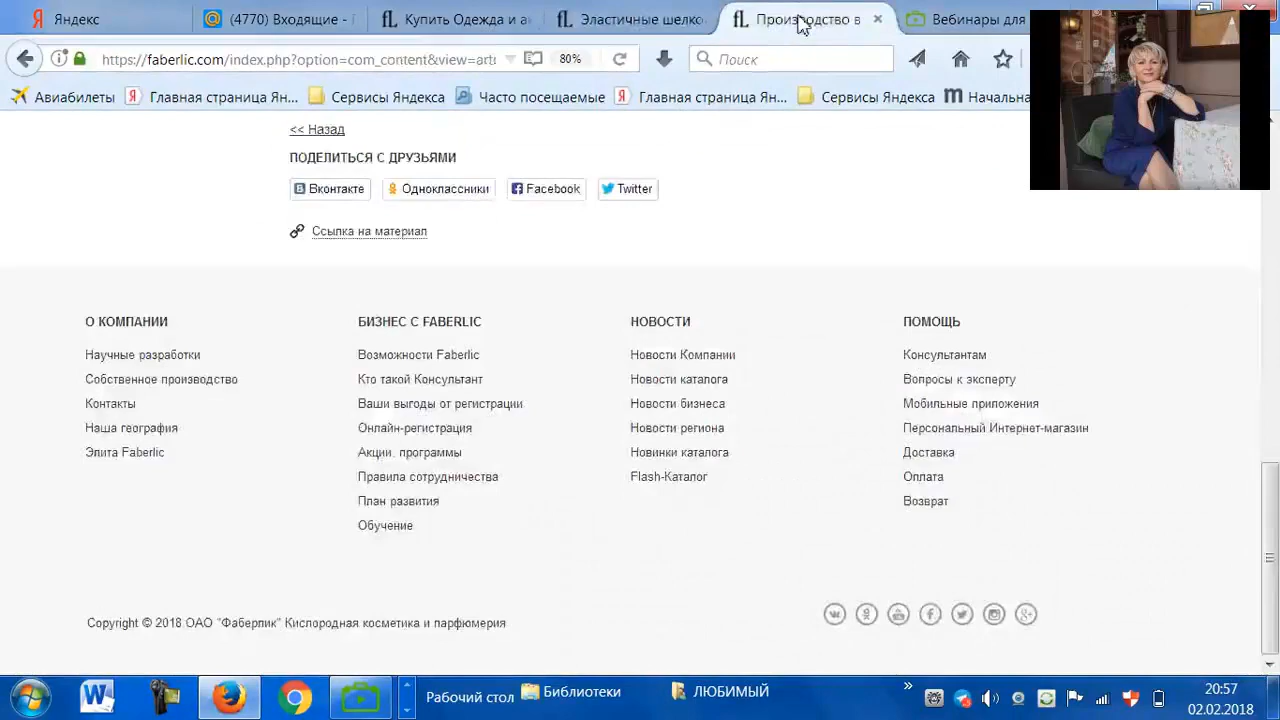 Яндекс
(4770) Входящие - Т
Купить Одежда и а
Эластичные шелко
Производство в
Вебинары для
https://faberlic.com/index.php?option=com_content&view=arti
80%
Поиск
Авиабилеты
Главная страница Ян...
Сервисы Яндекса
Часто посещаемые
Главная страница Ян...
Сервисы Яндекса
Начальна
<< Назад
ПОДЕЛИТЬСЯ С ДРУЗЬЯМИ
Вконтакте
Одноклассники
Facebook
Twitter
Ссылка на материал
О КОМПАНИИ
Научные разработки
Собственное производство
Контакты
Наша география
Элита Faberlic
БИЗНЕС С FABERLIC
Возможности Faberlic
Кто такой Консультант
Ваши выгоды от регистрации
Онлайн-регистрация
Акции, программы
Правила сотрудничества
План развития
Обучение
НОВОСТИ
Новости Компании
Новости каталога
Новости бизнеса
Новости региона
Новинки каталога
Flash-Каталог
ПОМОЩЬ
Консультантам
Вопросы к эксперту
Мобильные приложения
Персональный Интернет-магазин
Доставка
Оплата
Возврат
Copyright © 2018 ОАО "Фаберлик" Кислородная косметика и парфюмерия
Рабочий стол
Библиотеки
ЛЮБИМЫЙ
»
20:57
02.02.2018